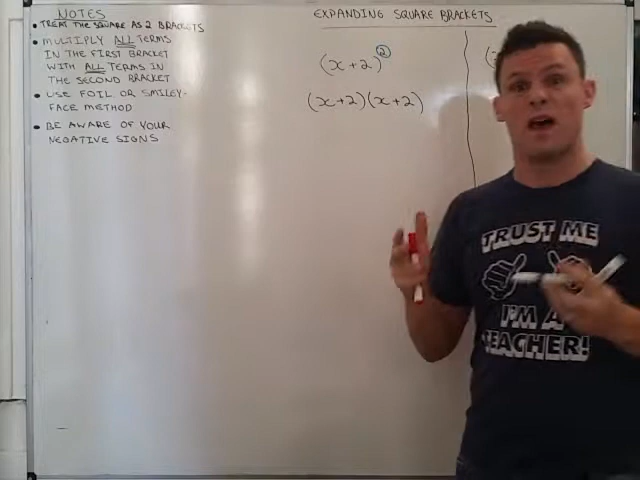 NOTES
• TREAT THE SQUARE AS 2 BRACKETS
• MULTIPLY ALL TERMS
IN THE FIRST BRACKET
WITH ALL TERMS IN
THE SECOND BRACKET
• USE FOIL OR SMILEY-
FACE METHOD
• BE AWARE OF YOUR
NEGATIVE SIGNS
EXPANDING SQUARE BRACKETS
(x+2)²
(x+2)(x+2)
TRUST ME
I'M A
TEACHER!